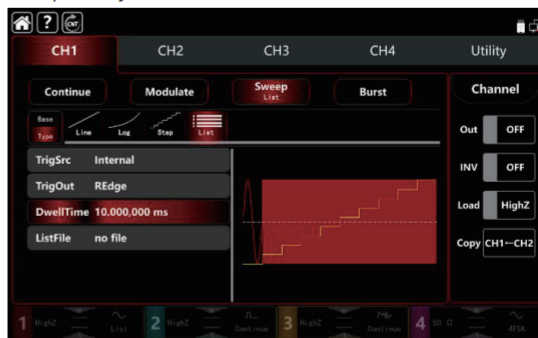 ? CNT
CH1 CH2 CH3 CH4 Utility
Continue Modulate Sweep Burst Channel
List
Base
Type Line Log Step List
Out OFF
TrigSrc Internal
INV OFF
TrigOut REdge
DwellTime 10.000,000 ms
Load HighZ
ListFile no file
Copy CH1←CH2
1 HighZ List 2 HighZ Continue 3 HighZ Continue 4 50 Ω 4FSK